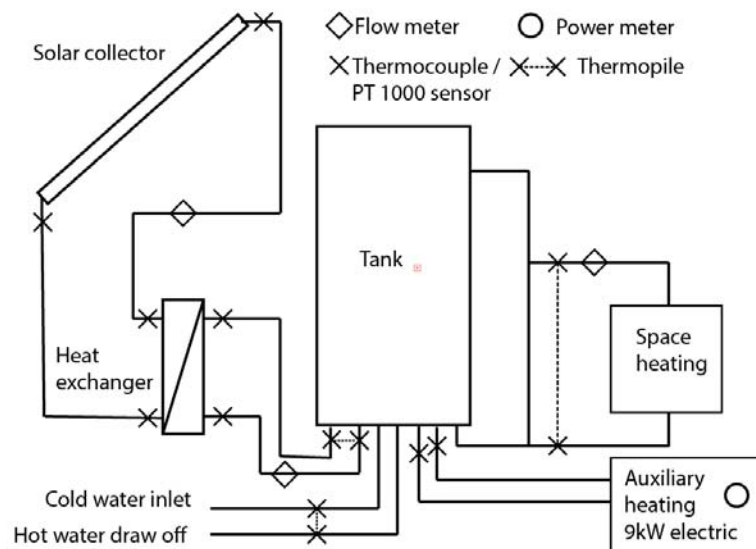 Solar collector
Flow meter
Power meter
Thermocouple /
PT 1000 sensor
Thermopile
Tank
Heat
exchanger
Space
heating
Cold water inlet
Hot water draw off
Auxiliary
heating
9kW electric